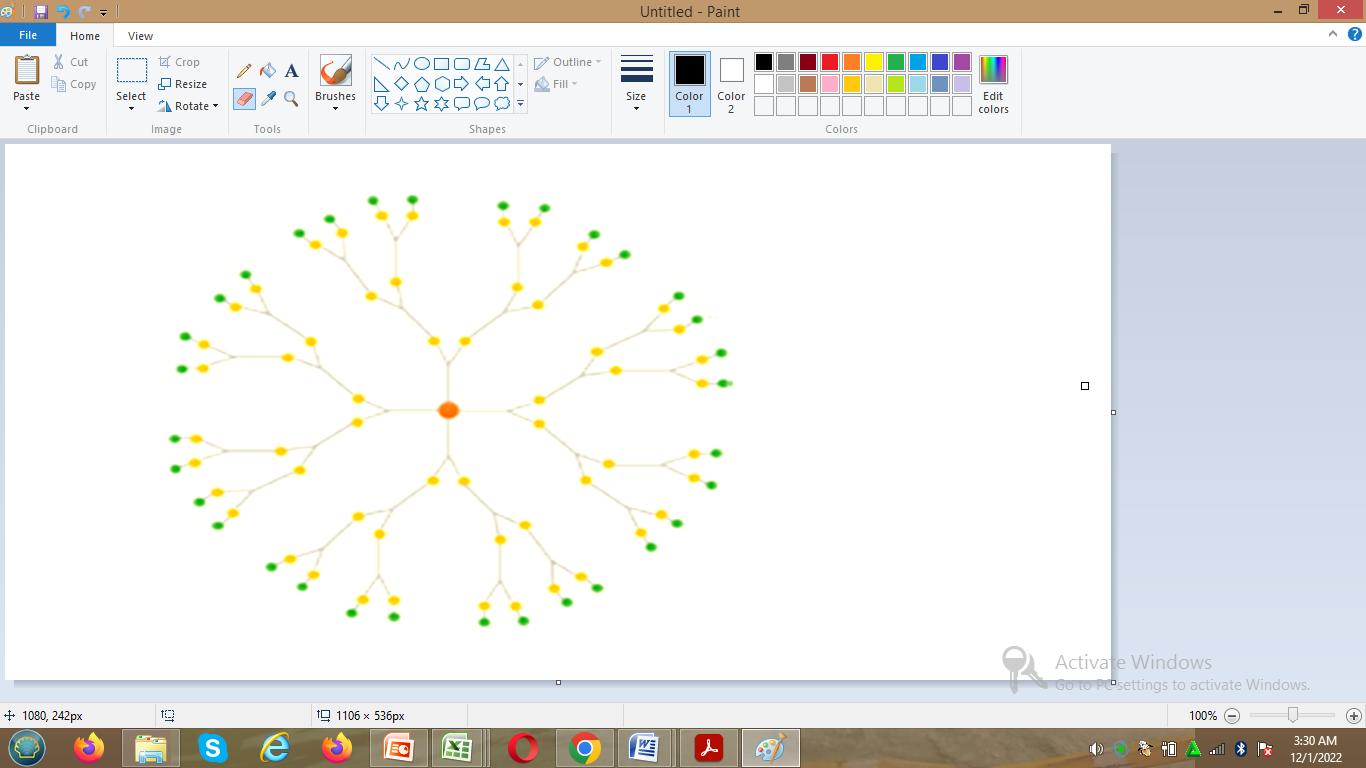 Untitled - Paint
File Home View
Paste
Cut
Copy
Clipboard
Select
Crop
Resize
Rotate
Image
A
Tools
Brushes
Outline
Fill
Shapes
Size
Color 1
Color 2
Edit colors
Colors
Activate Windows
Go to PC settings to activate Windows.
1080, 242px
1106 × 536px
100%
3:30 AM
12/1/2022